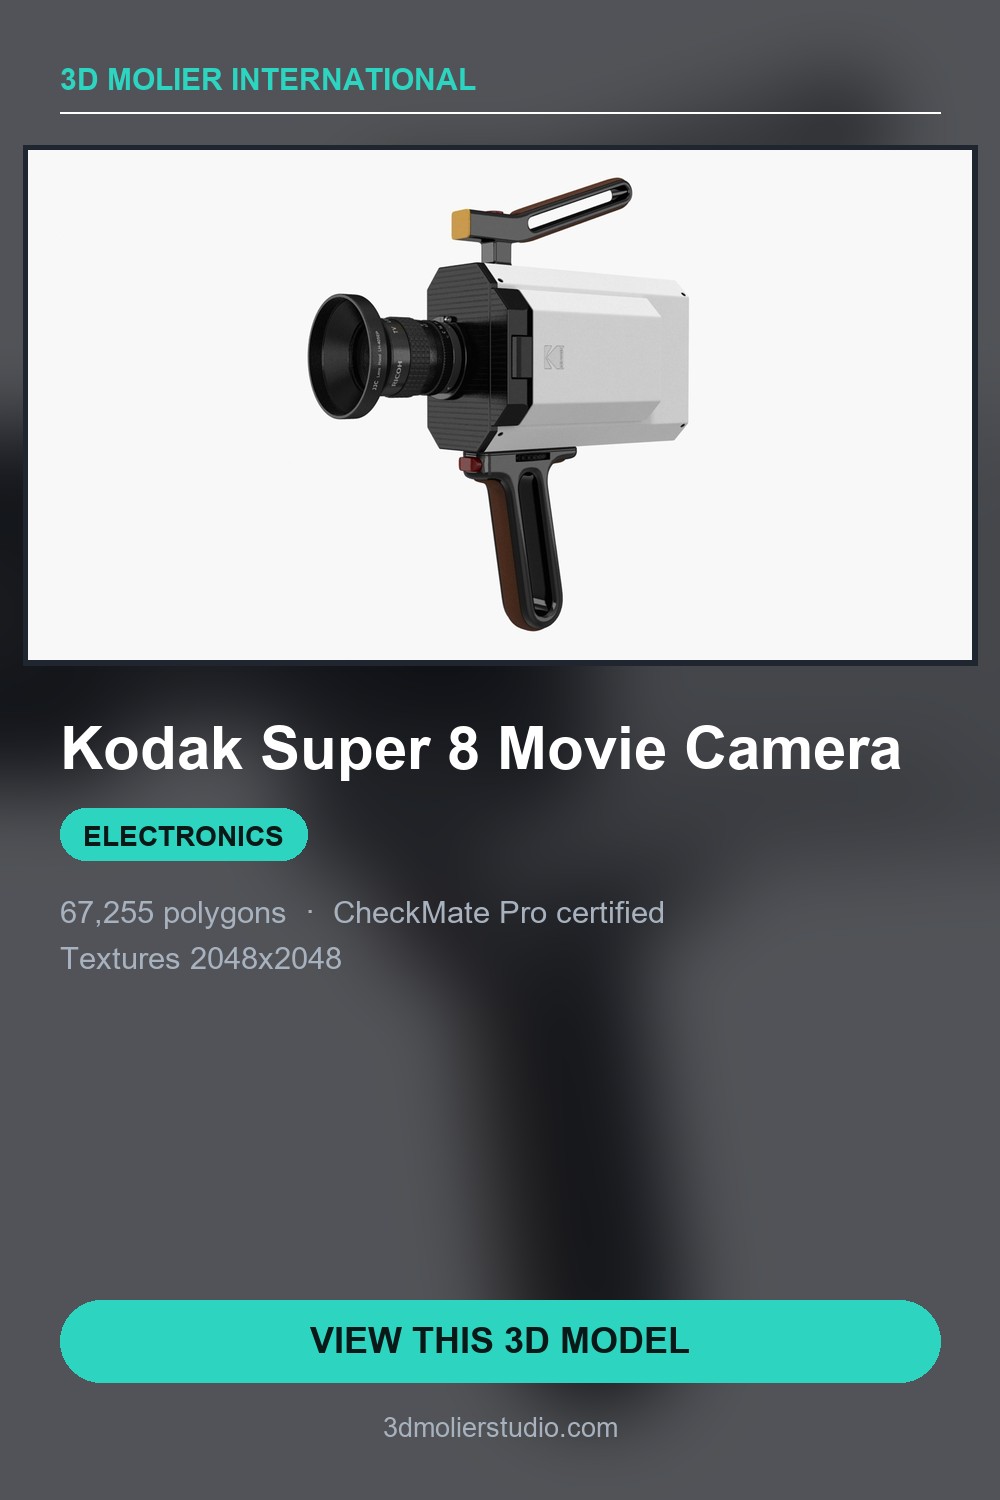 3D MOLIER INTERNATIONAL
RICOH
Kodak Super 8 Movie Camera
ELECTRONICS
67,255 polygons · CheckMate Pro certified
Textures 2048x2048
VIEW THIS 3D MODEL
3dmolierstudio.com